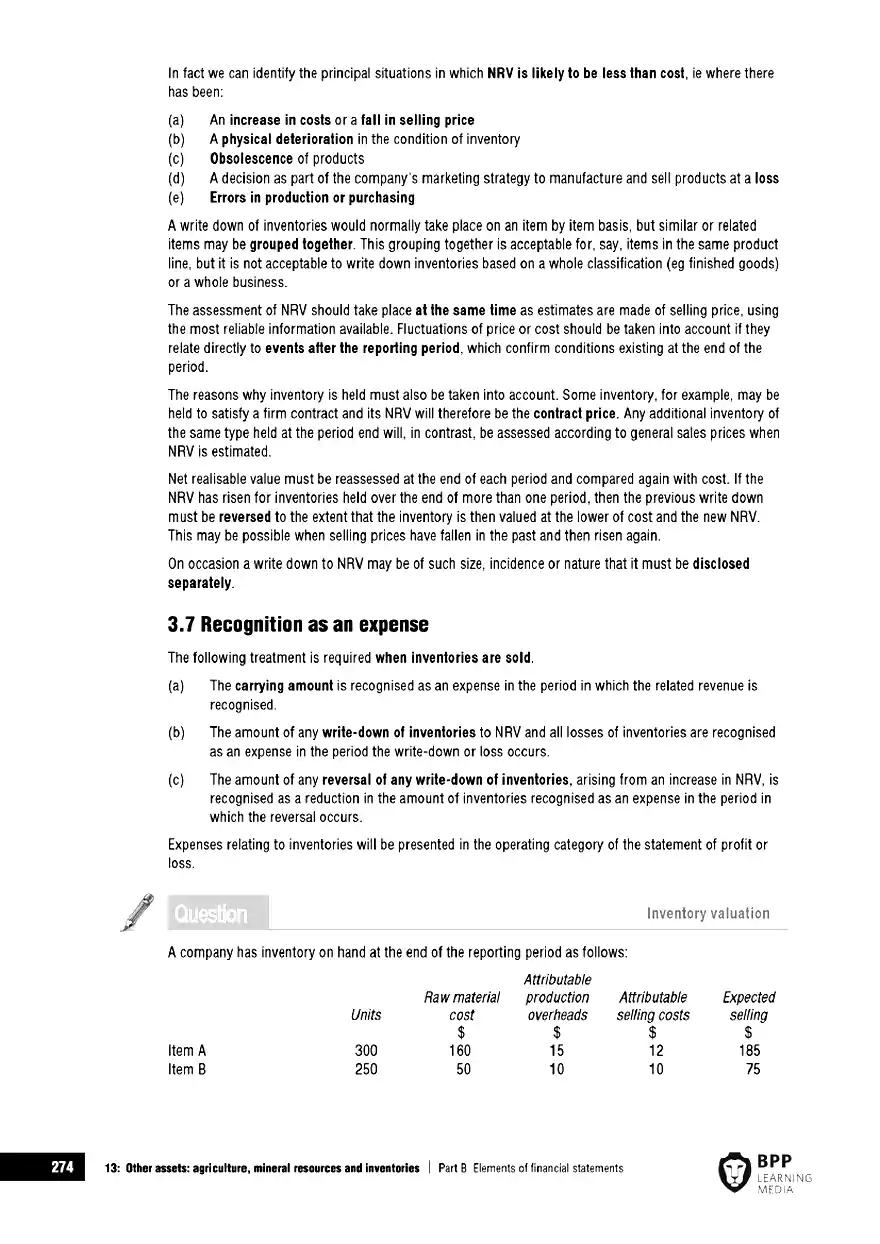 In fact we can identify the principal situations in which NRV is likely to be less than cost, ie where there
has been:
(a) An increase in costs or a fall in selling price
(b) A physical deterioration in the condition of inventory
(c) Obsolescence of products
(d) A decision as part of the company's marketing strategy to manufacture and sell products at a loss
(e) Errors in production or purchasing
A write down of inventories would normally take place on an item by item basis, but similar or related
items may be grouped together. This grouping together is acceptable for, say, items in the same product
line, but it is not acceptable to write down inventories based on a whole classification (eg finished goods)
or a whole business.
The assessment of NRV should take place at the same time as estimates are made of selling price, using
the most reliable information available. Fluctuations of price or cost should be taken into account if they
relate directly to events after the reporting period, which confirm conditions existing at the end of the
period.
The reasons why inventory is held must also be taken into account. Some inventory, for example, may be
held to satisfy a firm contract and its NRV will therefore be the contract price. Any additional inventory of
the same type held at the period end will, in contrast, be assessed according to general sales prices when
NRV is estimated.
Net realisable value must be reassessed at the end of each period and compared again with cost. If the
NRV has risen for inventories held over the end of more than one period, then the previous write down
must be reversed to the extent that the inventory is then valued at the lower of cost and the new NRV.
This may be possible when selling prices have fallen in the past and then risen again.
On occasion a write down to NRV may be of such size, incidence or nature that it must be disclosed
separately.
3.7 Recognition as an expense
The following treatment is required when inventories are sold.
(a) The carrying amount is recognised as an expense in the period in which the related revenue is
recognised.
(b) The amount of any write-down of inventories to NRV and all losses of inventories are recognised
as an expense in the period the write-down or loss occurs.
(c) The amount of any reversal of any write-down of inventories, arising from an increase in NRV, is
recognised as a reduction in the amount of inventories recognised as an expense in the period in
which the reversal occurs.
Expenses relating to inventories will be presented in the operating category of the statement of profit or
loss.
Question Inventory valuation
A company has inventory on hand at the end of the reporting period as follows:
Attributable
Raw material production Attributable Expected
Units cost overheads selling costs selling
$ $ $ $
Item A 300 160 15 12 185
Item B 250 50 10 10 75
274 13: Other assets: agriculture, mineral resources and inventories | Part B Elements of financial statements
BPP
LEARNING
MEDIA